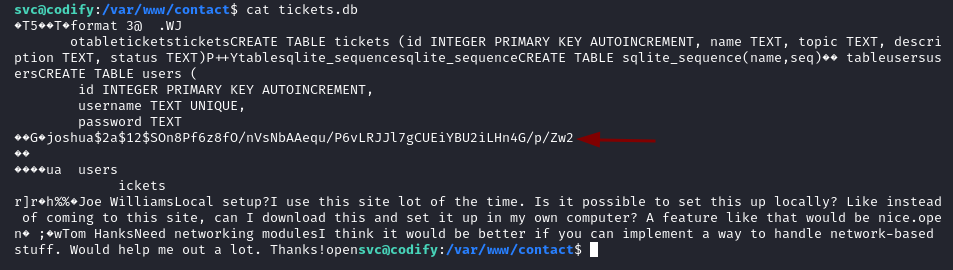 svc@codify:/var/www/contact$ cat tickets.db
�T5��T�format 3@  .WJ
otableticketsticketsCREATE TABLE tickets (id INTEGER PRIMARY KEY AUTOINCREMENT, name TEXT, topic TEXT, descri
ption TEXT, status TEXT)P++Ytablesqlite_sequencesqlite_sequenceCREATE TABLE sqlite_sequence(name,seq)�� tableusersus
ersCREATE TABLE users (
id INTEGER PRIMARY KEY AUTOINCREMENT,
username TEXT UNIQUE,
password TEXT
��G�joshua$2a$12$SOn8Pf6z8fO/nVsNbAAequ/P6vLRJJl7gCUEiYBU2iLHn4G/p/Zw2
��
����ua  users
ickets
r]r�h%%�Joe WilliamsLocal setup?I use this site lot of the time. Is it possible to set this up locally? Like instead
of coming to this site, can I download this and set it up in my own computer? A feature like that would be nice.ope
n� ;�wTom HanksNeed networking modulesI think it would be better if you can implement a way to handle network-based
stuff. Would help me out a lot. Thanks!opensvc@codify:/var/www/contact$